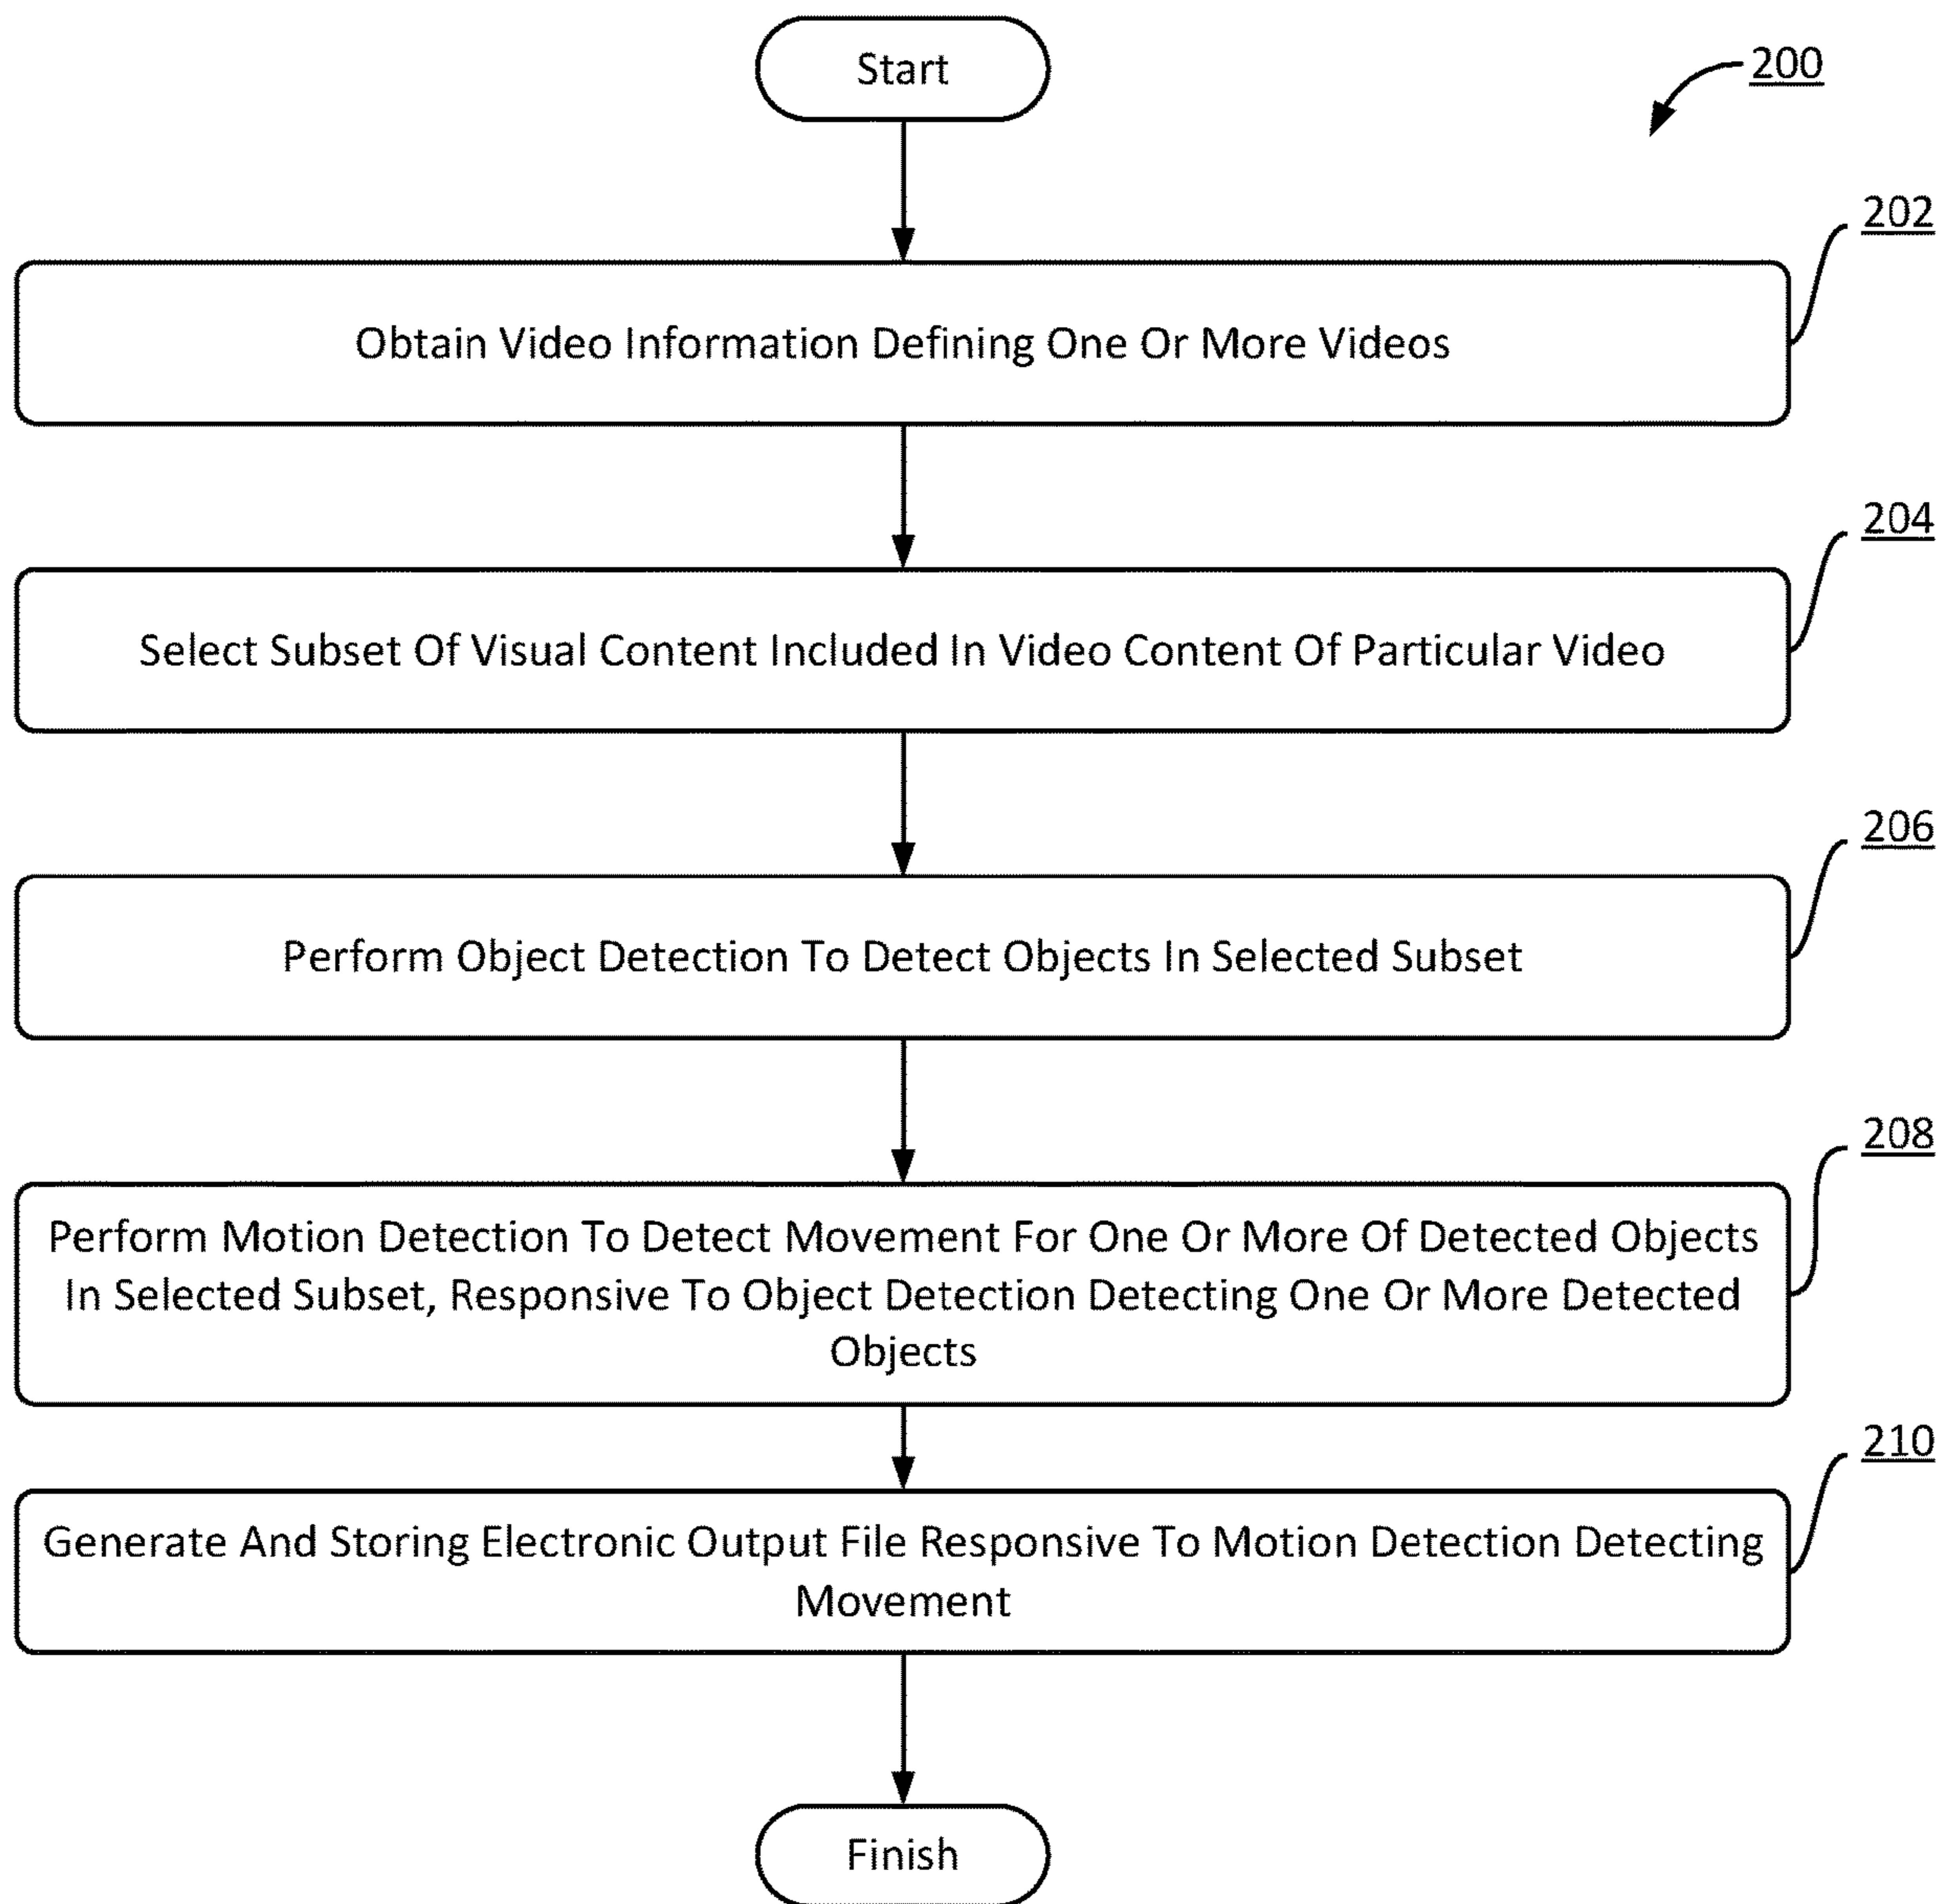 Start
200
202
Obtain Video Information Defining One Or More Videos
204
Select Subset Of Visual Content Included In Video Content Of Particular Video
206
Perform Object Detection To Detect Objects In Selected Subset
208
Perform Motion Detection To Detect Movement For One Or More Of Detected Objects
In Selected Subset, Responsive To Object Detection Detecting One Or More Detected
Objects
210
Generate And Storing Electronic Output File Responsive To Motion Detection Detecting
Movement
Finish